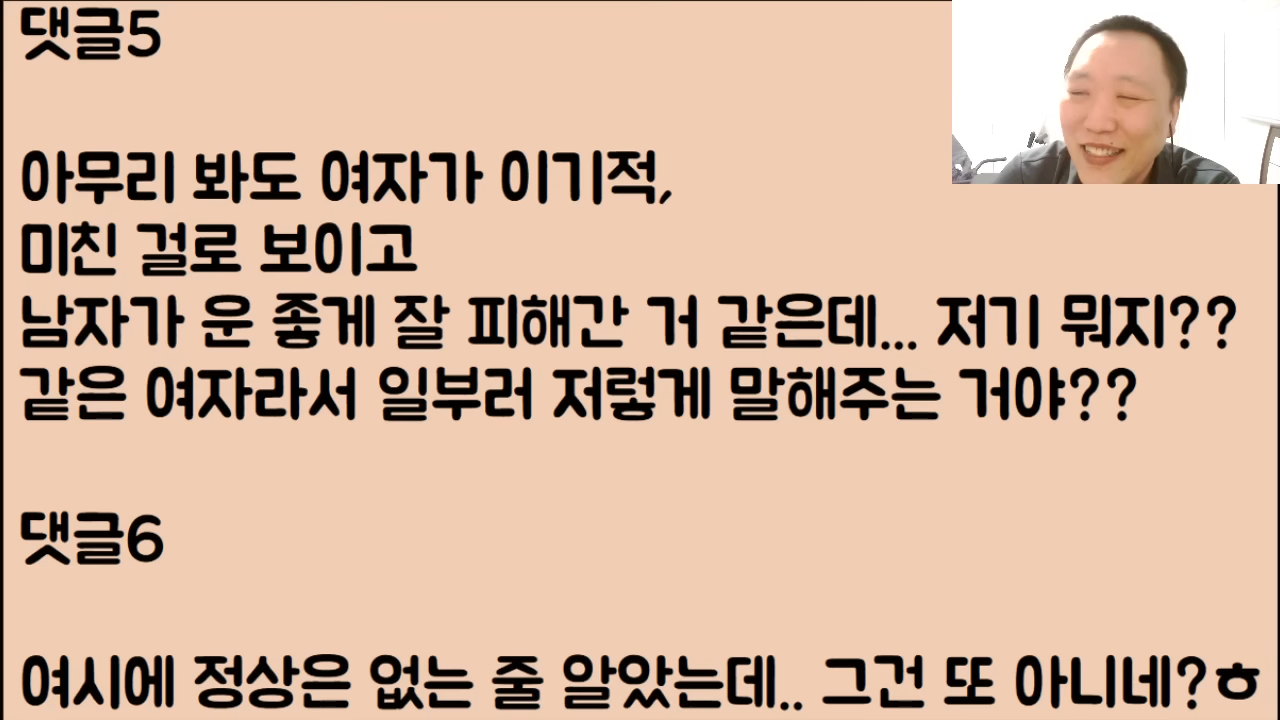 댓글5
아무리 봐도 여자가 이기적,
미친 걸로 보이고
남자가 운 좋게 잘 피해간 거 같은데... 저기 뭐지??
같은 여자라서 일부러 저렇게 말해주는 거야??
댓글6
여시에 정상은 없는 줄 알았는데.. 그건 또 아니네?ㅎ